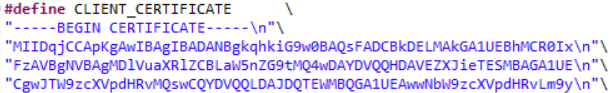 #define CLIENT_CERTIFICATE \
"-----BEGIN CERTIFICATE-----\n"\
"MIIDqjCCApKgAwIBAgIBADANBgkqhkiG9w0BAQsFADCBkDELMAkGA1UEBhMCR0Ix\n"\
"FzAVBgNVBAgMDlVuaXRlZCBLaW5nZG9tMQ4wDAYDVQQHDAVEZXJieTESMBAGA1UE\n"\
"CgwJTW9zcXVpdHRvMQswCQYDVQQLDAJDQTEWMBQGA1UEAwwNbW9zcXVpdHRvLm9y\n"\